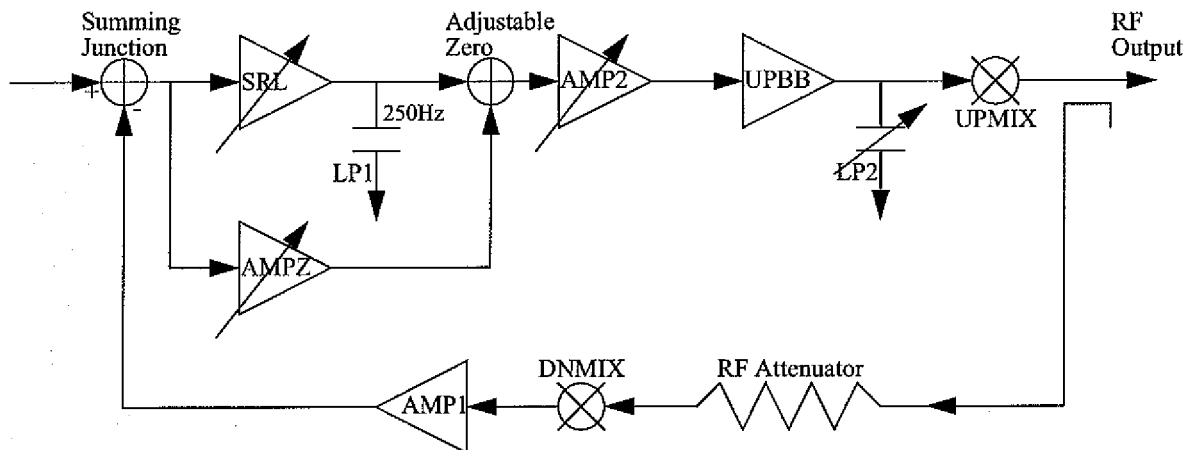 Summing
Junction
Adjustable
Zero
RF
Output
+
-
SRL
AMP2
UPBB
UPMIX
250Hz
LP1
LP2
AMPZ
DNMIX
RF Attenuator
AMP1